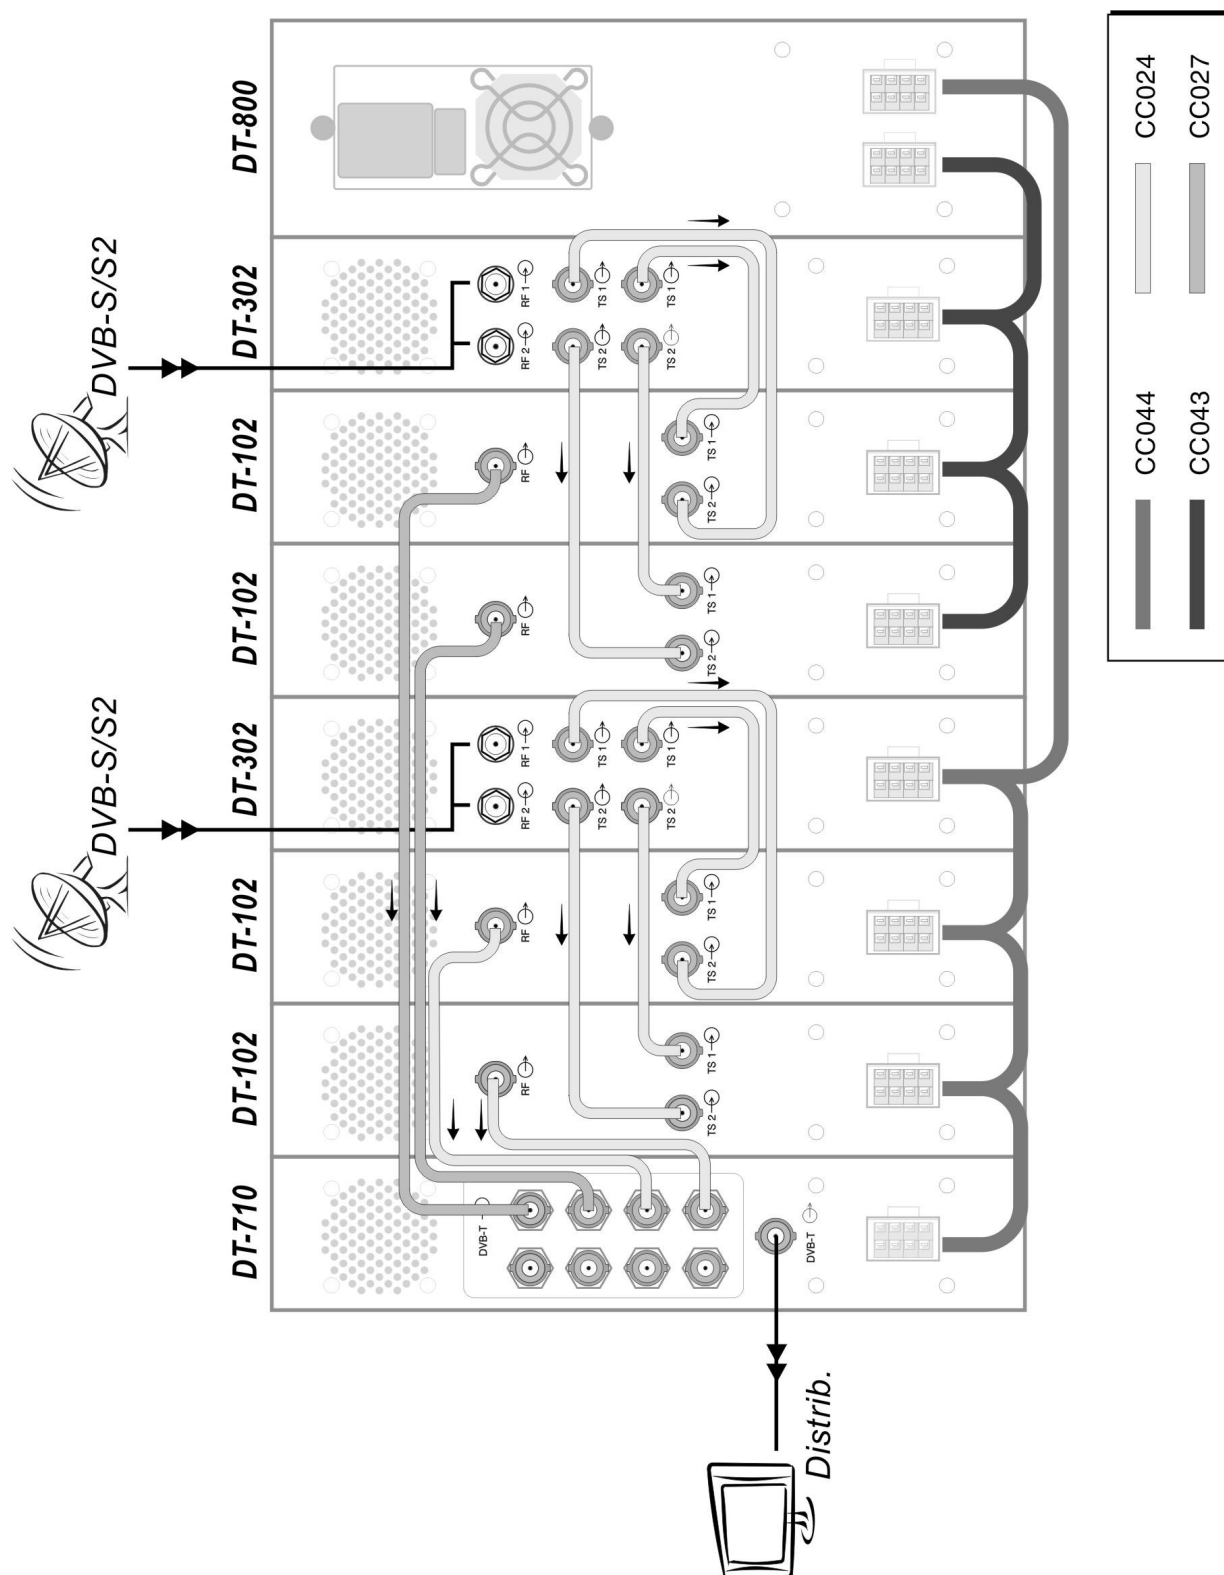 DVB-S/S2
DVB-S/S2
DT-710
DT-102
DT-102
DT-302
DT-102
DT-102
DT-302
DT-800
DVB-T
RF
RF
RF 2
RF 1
RF
RF
RF 2
RF 1
TS 2
TS 1
TS 2
TS 1
TS 2
TS 1
TS 2
TS 1
TS 2
TS 1
TS 2
TS 1
TS 2
TS 1
TS 2
TS 1
DVB-T
Distrib.
CC044
CC024
CC043
CC027